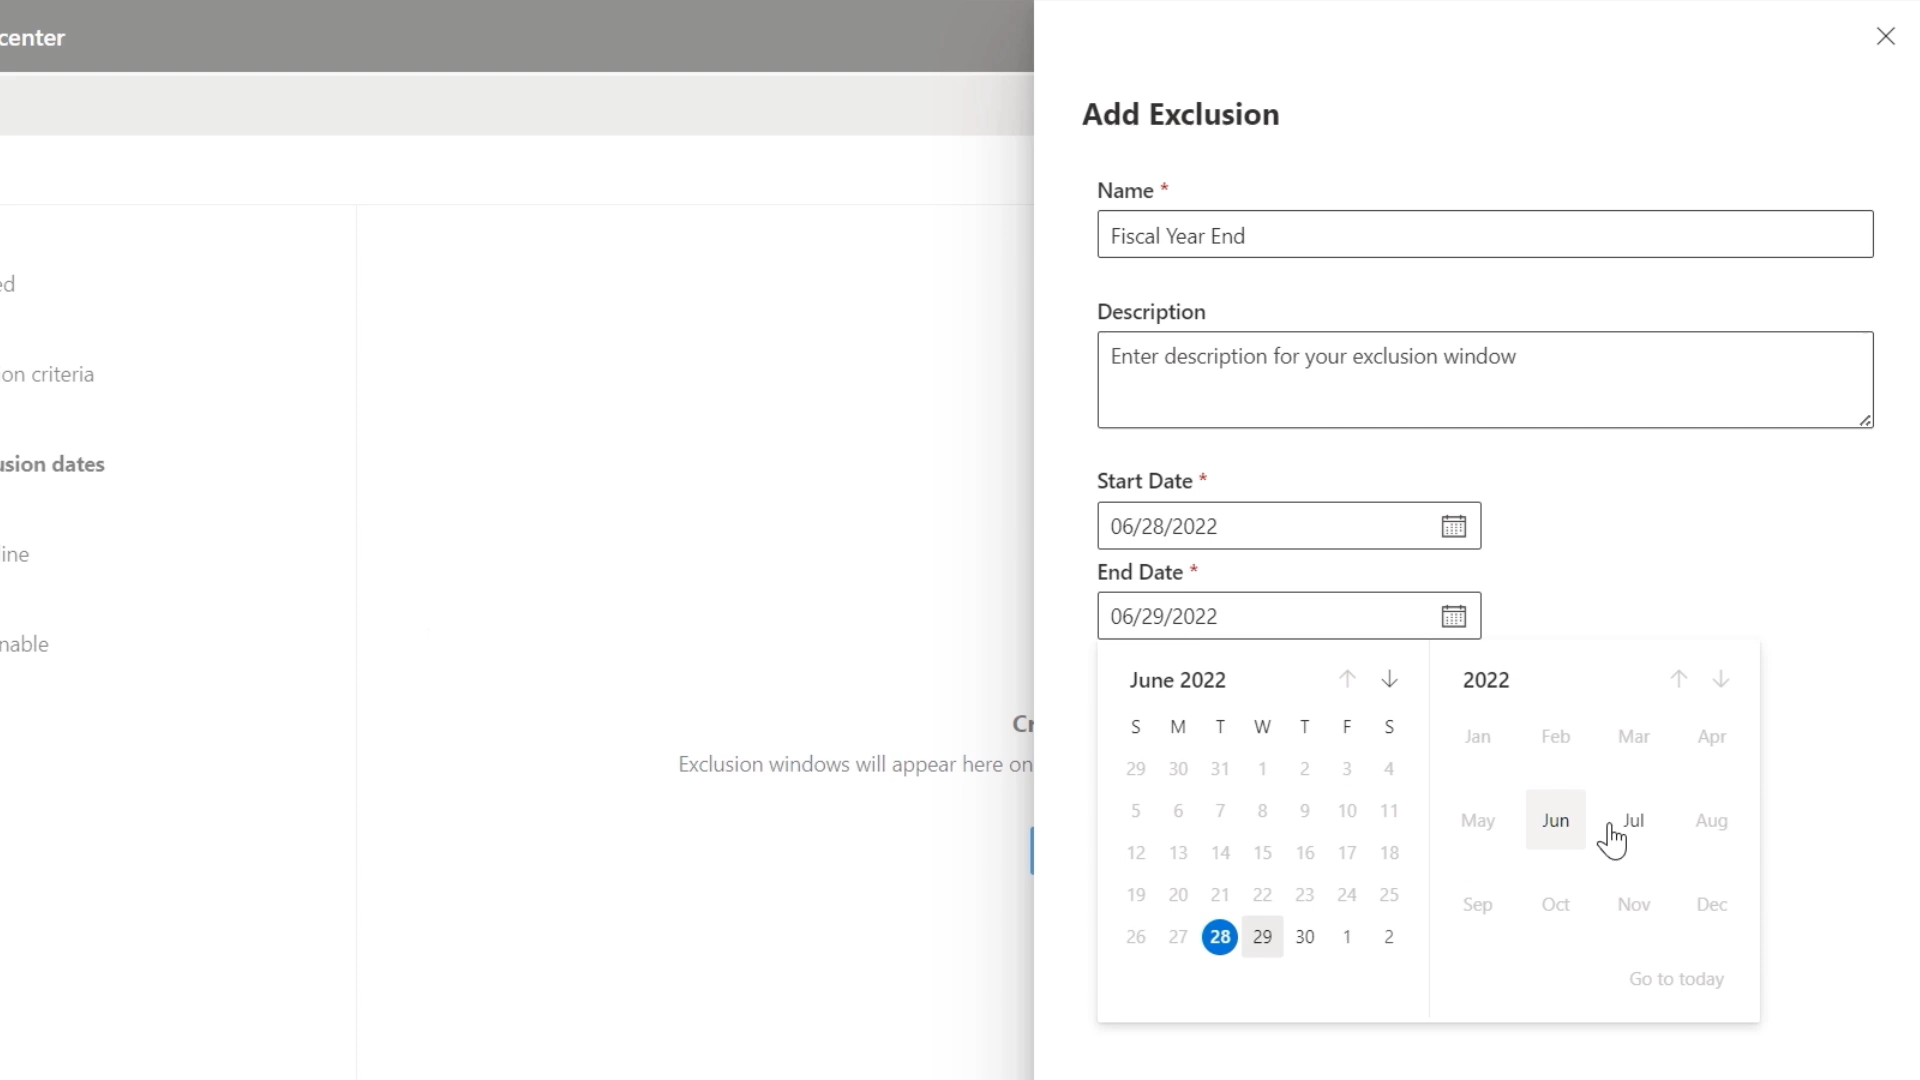 center
ed
on criteria
usion dates
ine
nable
Cr
Exclusion windows will appear here on
Add Exclusion
Name *
Fiscal Year End
Description
Enter description for your exclusion window
Start Date *
06/28/2022
End Date *
06/29/2022
June 2022
S M T W T F S
29 30 31 1 2 3 4
5 6 7 8 9 10 11
12 13 14 15 16 17 18
19 20 21 22 23 24 25
26 27 28 29 30 1 2
2022
Jan Feb Mar Apr
May Jun Jul Aug
Sep Oct Nov Dec
Go to today